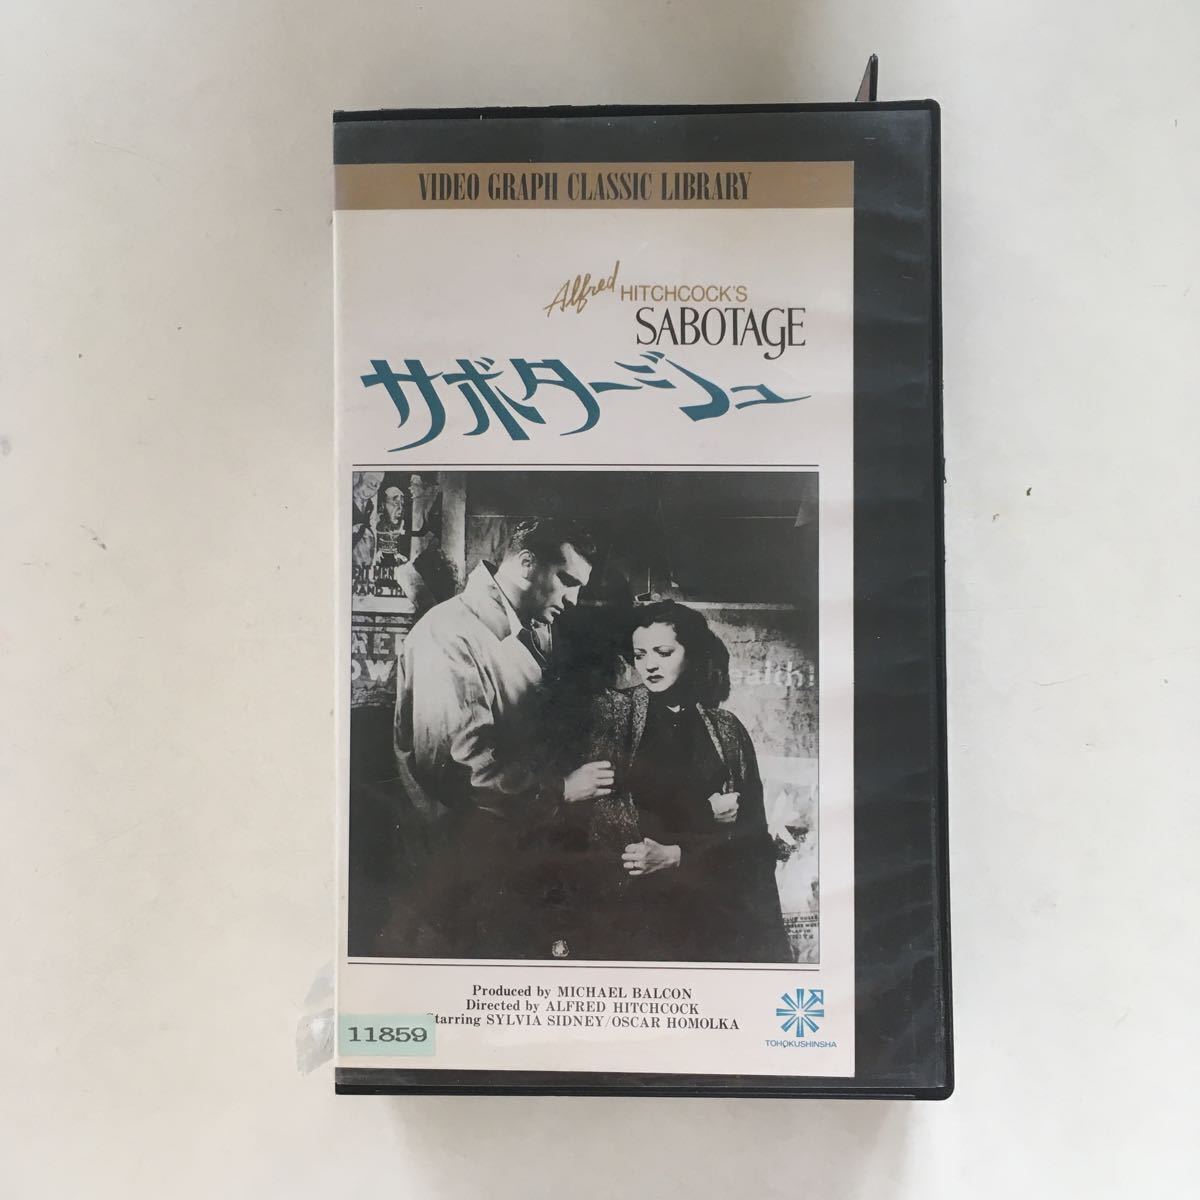 VIDEO GRAPH CLASSIC LIBRARY
Alfred HITCHCOCK'S
SABOTAGE
サボタージュ
health!
Produced by MICHAEL BALCON
Directed by ALFRED HITCHCOCK
Starring SYLVIA SIDNEY/OSCAR HOMOLKA
11859
TOHOKUSHINSHA